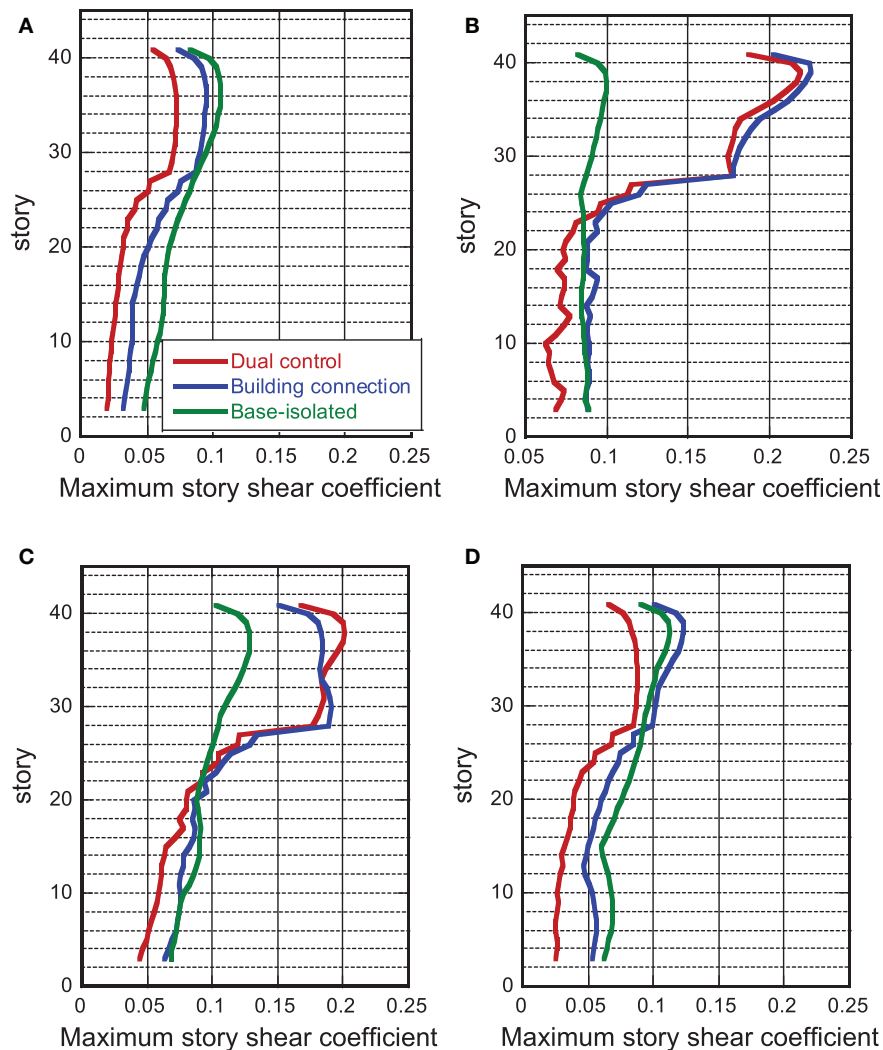 A
40
30
20
10
0
story
Dual control
Building connection
Base-isolated
0 0.05 0.1 0.15 0.2 0.25
Maximum story shear coefficient
B
40
30
20
10
0
story
0.05 0.1 0.15 0.2 0.25
Maximum story shear coefficient
C
40
30
20
10
0
story
0 0.05 0.1 0.15 0.2 0.25
Maximum story shear coefficient
D
40
30
20
10
0
story
0 0.05 0.1 0.15 0.2 0.25
Maximum story shear coefficient